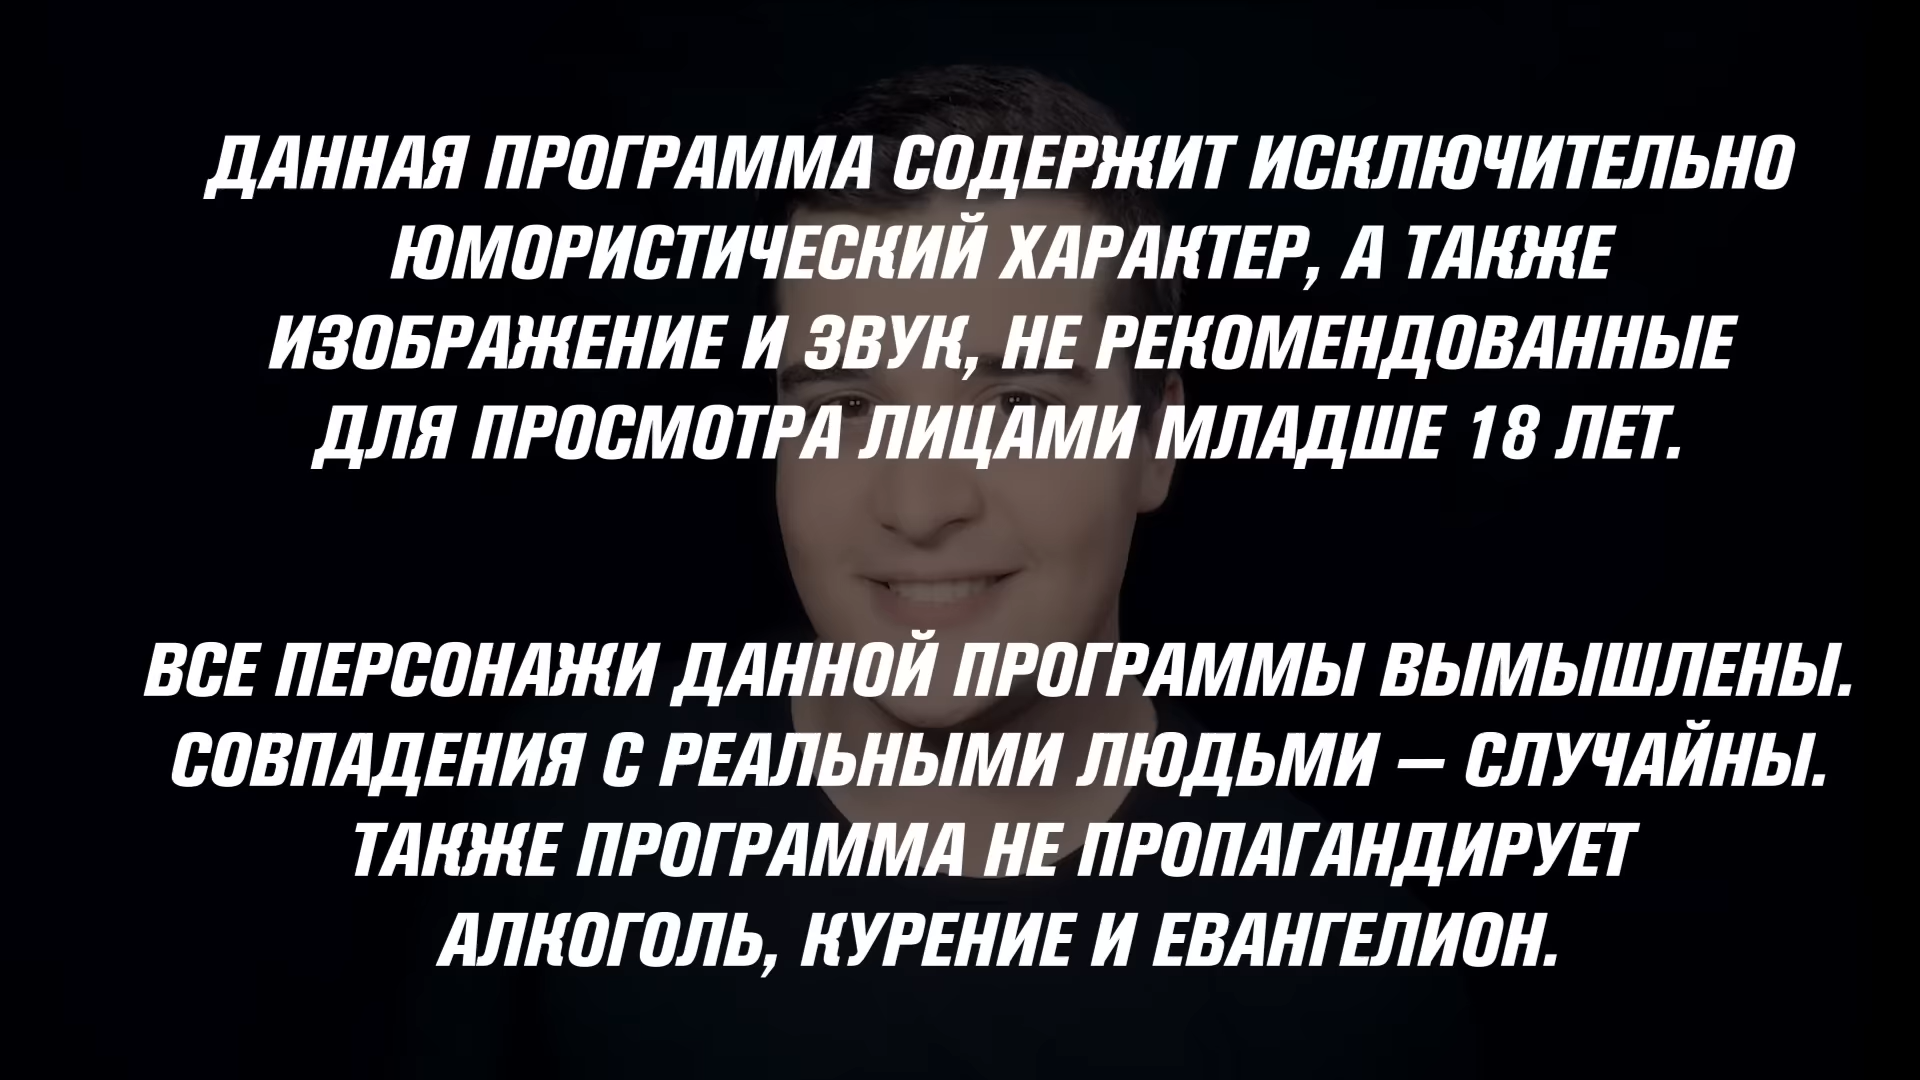 ДАННАЯ ПРОГРАММА СОДЕРЖИТ ИСКЛЮЧИТЕЛЬНО
ЮМОРИСТИЧЕСКИЙ ХАРАКТЕР, А ТАКЖЕ
ИЗОБРАЖЕНИЕ И ЗВУК, НЕ РЕКОМЕНДОВАННЫЕ
ДЛЯ ПРОСМОТРА ЛИЦАМИ МЛАДШЕ 18 ЛЕТ.
ВСЕ ПЕРСОНАЖИ ДАННОЙ ПРОГРАММЫ ВЫМЫШЛЕНЫ.
СОВПАДЕНИЯ С РЕАЛЬНЫМИ ЛЮДЬМИ – СЛУЧАЙНЫ.
ТАКЖЕ ПРОГРАММА НЕ ПРОПАГАНДИРУЕТ
АЛКОГОЛЬ, КУРЕНИЕ И ЕВАНГЕЛИОН.